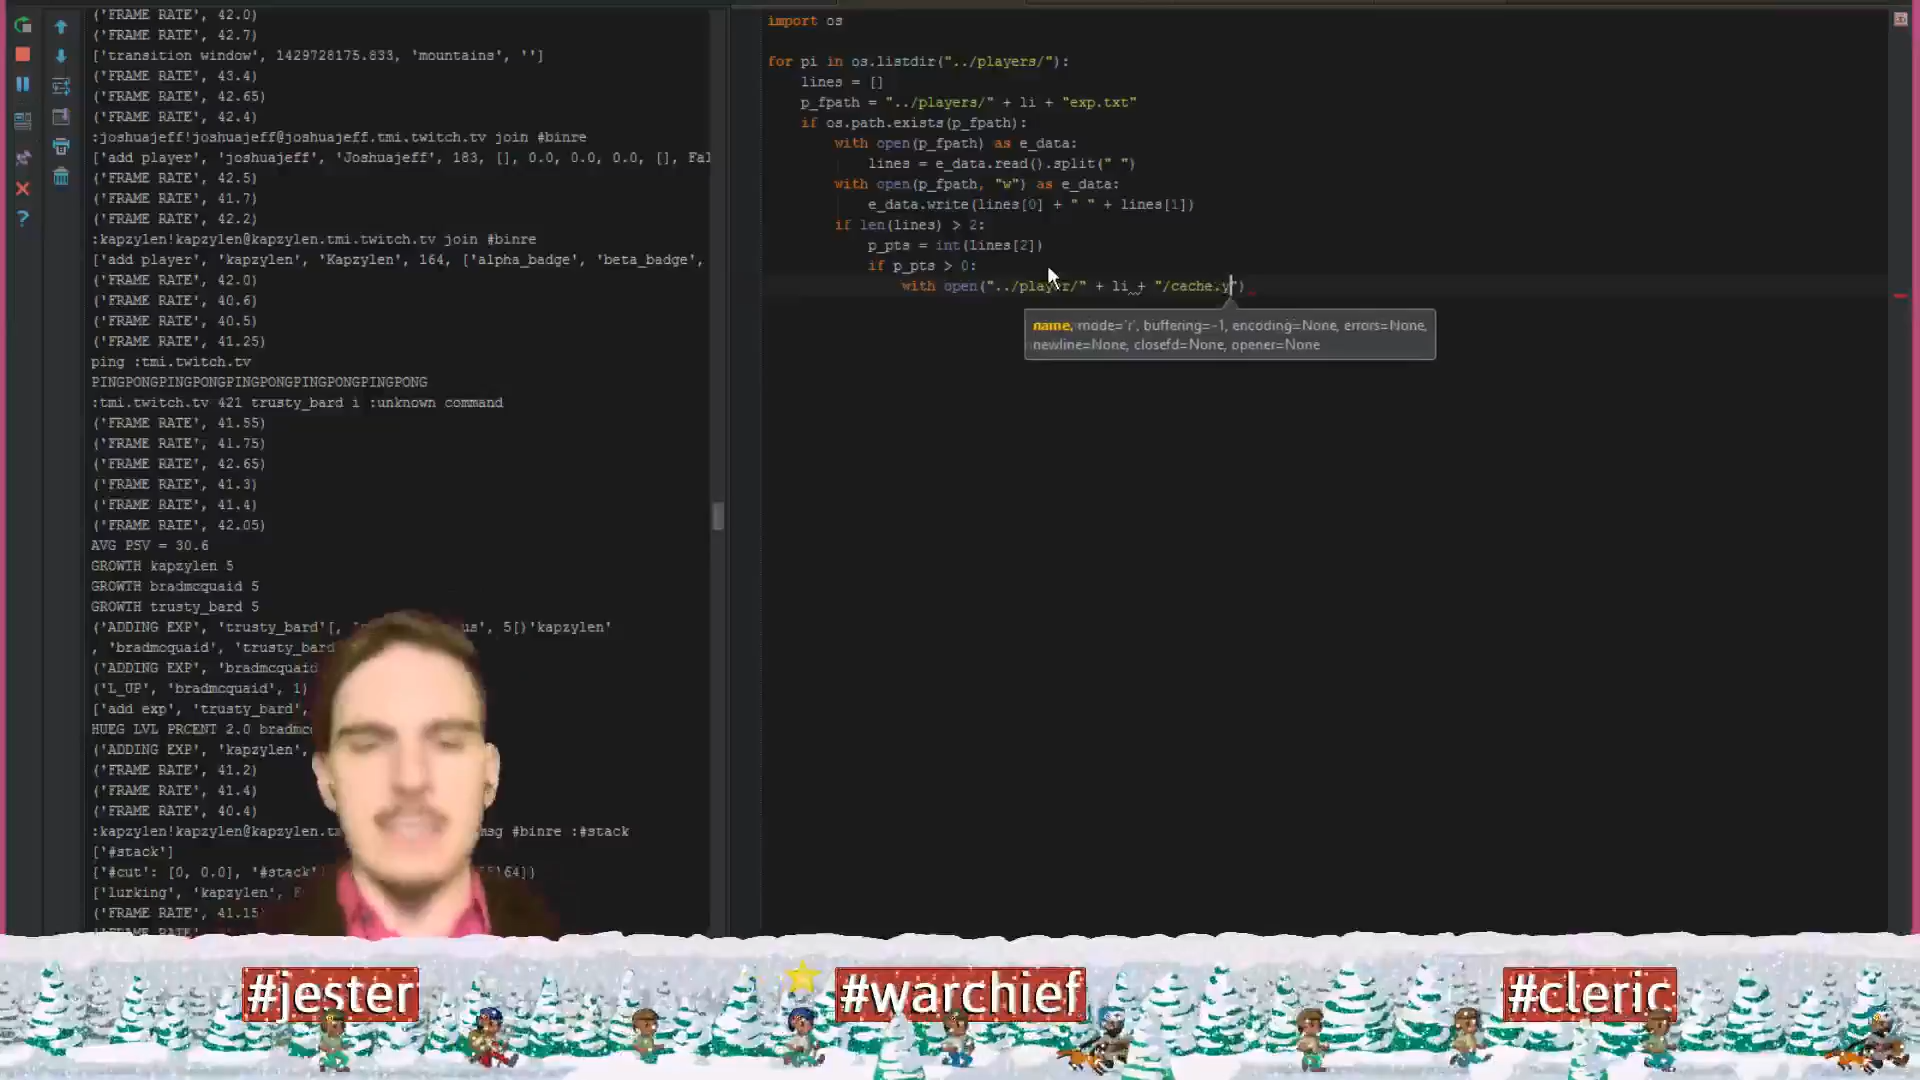 ('FRAME RATE', 42.0)
('FRAME RATE', 42.7)
['transition window', 1429728175.833, 'mountains', '']
('FRAME RATE', 43.4)
('FRAME RATE', 42.65)
('FRAME RATE', 42.4)
:joshuajeff!joshuajeff@joshuajeff.tmi.twitch.tv join #binre
['add player', 'joshuajeff', 'Joshuajeff', 183, [], 0.0, 0.0, 0.0, [], Fal
('FRAME RATE', 42.5)
('FRAME RATE', 41.7)
('FRAME RATE', 42.2)
:kapzylen!kapzylen@kapzylen.tmi.twitch.tv join #binre
['add player', 'kapzylen', 'Kapzylen', 164, ['alpha_badge', 'beta_badge',
('FRAME RATE', 42.0)
('FRAME RATE', 40.6)
('FRAME RATE', 40.5)
('FRAME RATE', 41.25)
ping :tmi.twitch.tv
PINGPONGPINGPONGPINGPONGPINGPONGPINGPONG
:tmi.twitch.tv 421 trusty_bard i :unknown command
('FRAME RATE', 41.55)
('FRAME RATE', 41.75)
('FRAME RATE', 42.65)
('FRAME RATE', 41.3)
('FRAME RATE', 41.4)
('FRAME RATE', 42.05)
AVG PSV = 30.6
GROWTH kapzylen 5
GROWTH bradmcquaid 5
GROWTH trusty_bard 5
('ADDING EXP', 'trusty_bard'[, us', 5[)'kapzylen'
, 'bradmcquaid', 'trusty_bard
('ADDING EXP', 'bradmcquaid
('L_UP', 'bradmcquaid', 1)
['add exp', 'trusty_bard',
HUEG LVL PRCENT 2.0 bradmc
('ADDING EXP', 'kapzylen',
('FRAME RATE', 41.2)
('FRAME RATE', 41.4)
('FRAME RATE', 40.4)
:kapzylen!kapzylen@kapzylen.t msg #binre :#stack
['#stack']
['#cut': [0, 0.0], '#stack' 64])
['lurking', 'kapzylen',
('FRAME RATE', 41.15
import os
for pi in os.listdir("../players/"):
lines = []
p_fpath = "../players/" + li + "exp.txt"
if os.path.exists(p_fpath):
with open(p_fpath) as e_data:
lines = e_data.read().split(" ")
with open(p_fpath, "w") as e_data:
e_data.write(lines[0] + " " + lines[1])
if len(lines) > 2:
p_pts = int(lines[2])
if p_pts > 0:
with open("../player/" + li + "/cache.y")
name, mode='r', buffering=-1, encoding=None, errors=None,
newline=None, closefd=None, opener=None
#jester
#warchief
#cleric